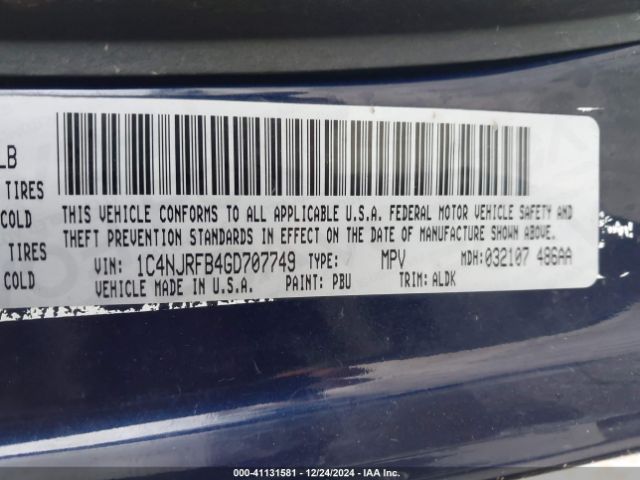 LB
TIRES
COLD
TIRES
COLD
THIS VEHICLE CONFORMS TO ALL APPLICABLE U.S.A. FEDERAL MOTOR VEHICLE SAFETY AND
THEFT PREVENTION STANDARDS IN EFFECT ON THE DATE OF MANUFACTURE SHOWN ABOVE.
VIN: 1C4NJRFB4GD707749 TYPE: MPV MDH: 032107 486AA
VEHICLE MADE IN U.S.A. PAINT: PBU TRIM: ALDK
000-41131581 - 12/24/2024 - IAA Inc.